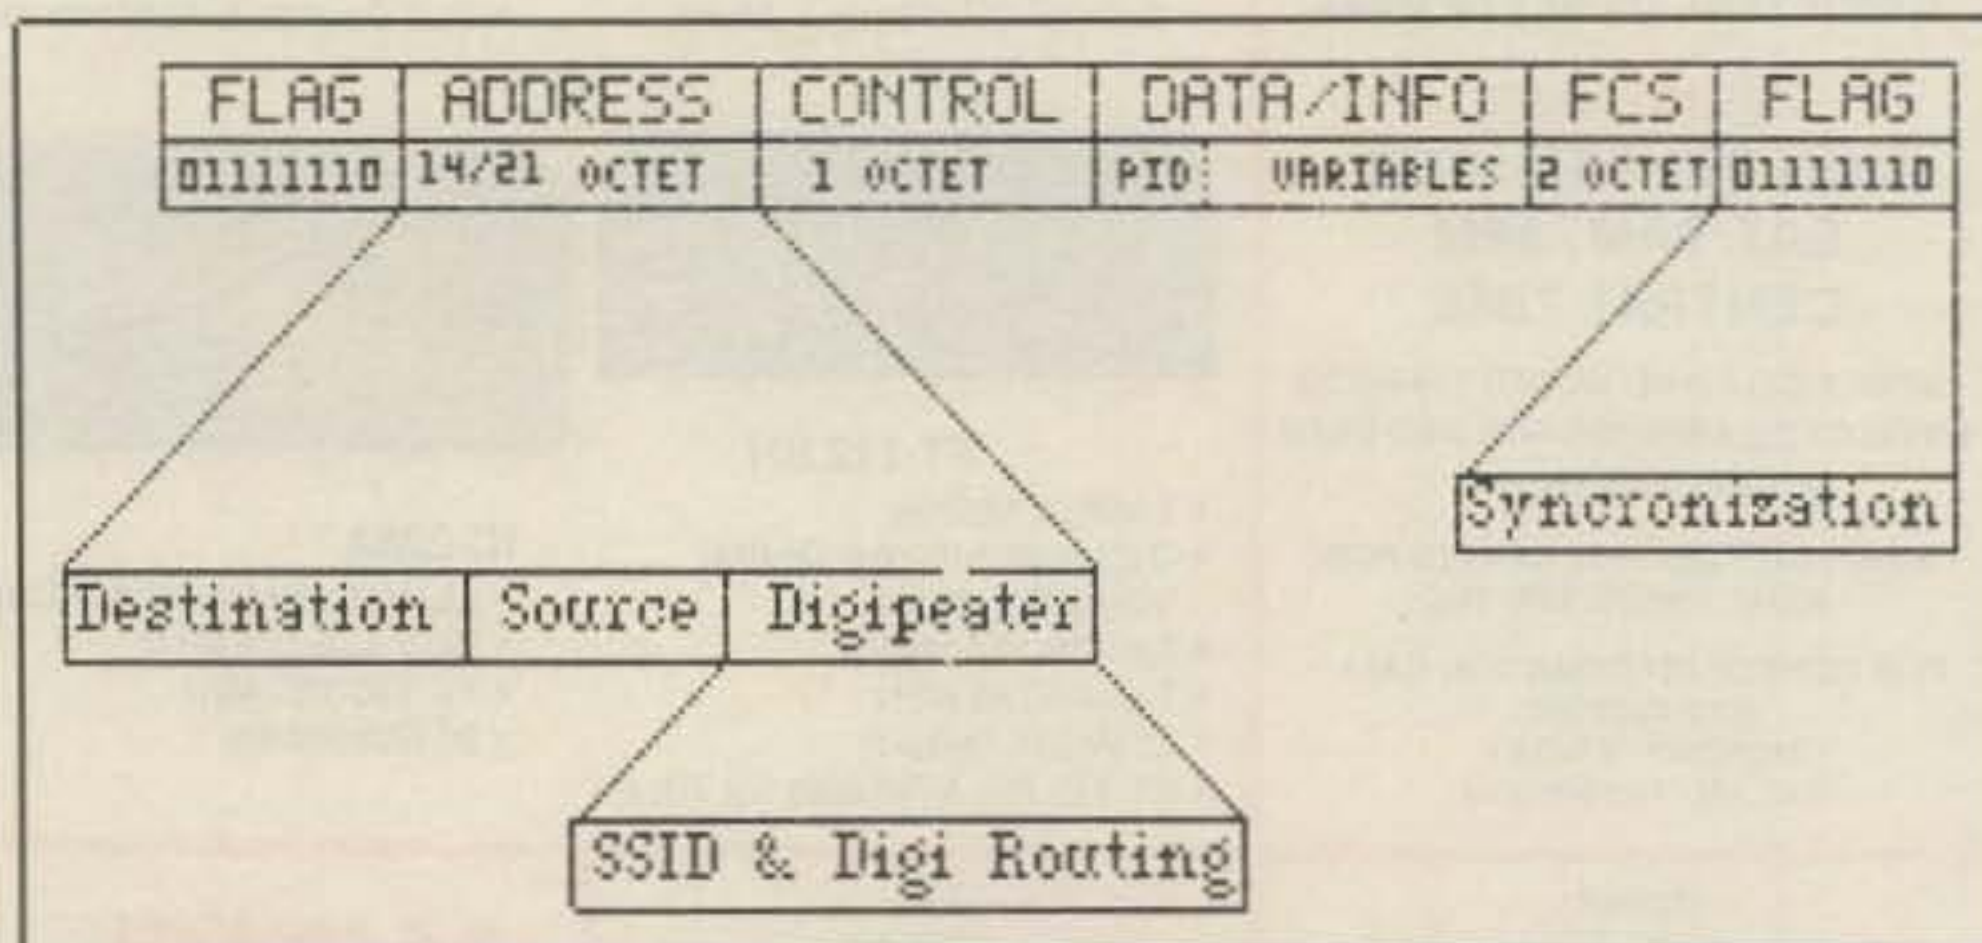 FLAG ADDRESS CONTROL DATA/INFO FCS FLAG
01111110 14/21 OCTET 1 OCTET PID VARIABLES 2 OCTET 01111110
Syncronization
Destination Source Digipeater
SSID & Digi Routing